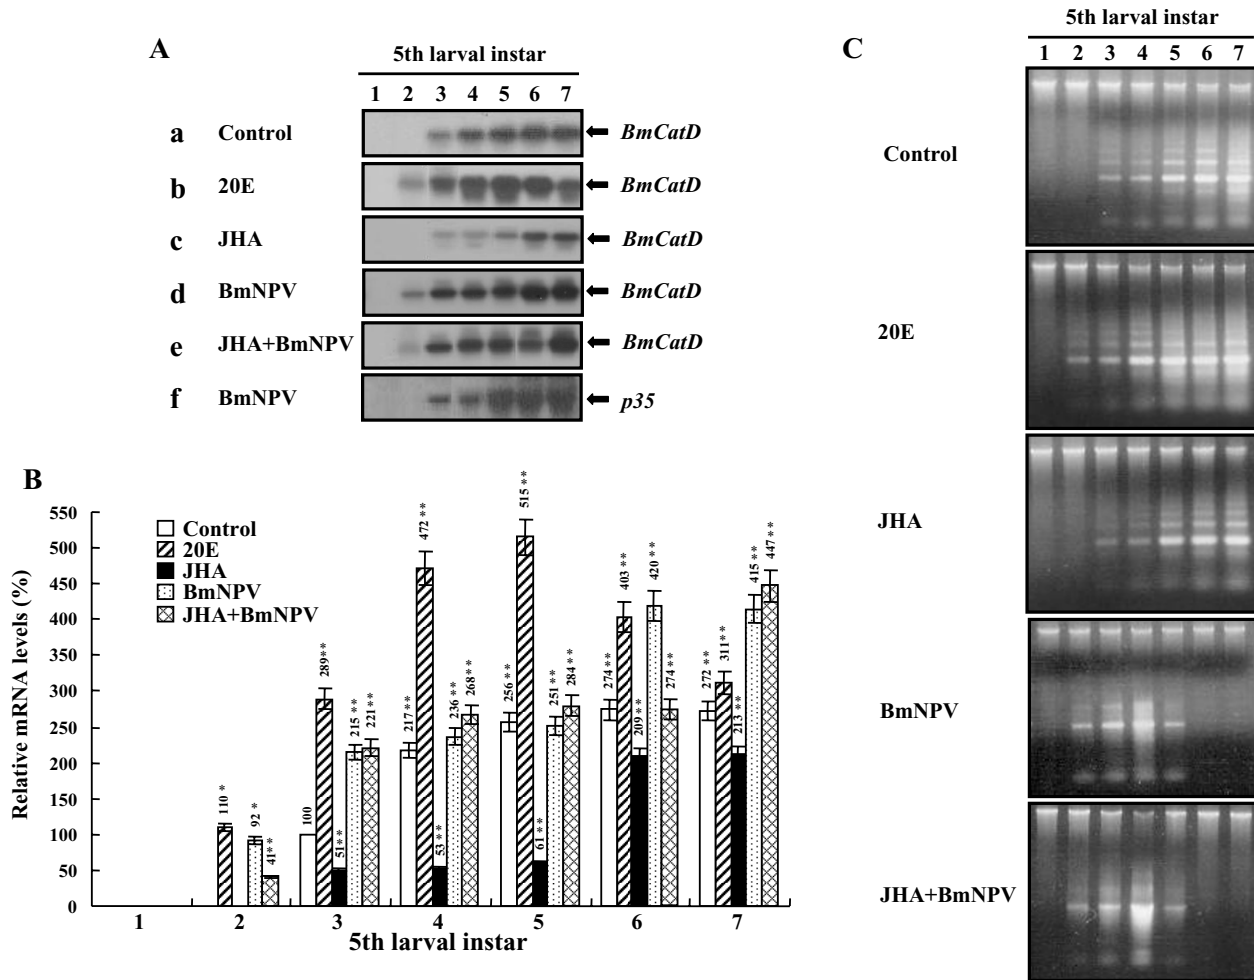 A
5th larval instar
1 2 3 4 5 6 7
a Control BmCatD
b 20E BmCatD
c JHA BmCatD
d BmNPV BmCatD
e JHA+BmNPV BmCatD
f BmNPV p35
B
Relative mRNA levels (%)
550
500
450
400
350
300
250
200
150
100
50
0
Control
20E
JHA
BmNPV
JHA+BmNPV
110 *
92 *
41**
100
289**
51**
215 **
221**
217**
472 **
53 **
236 **
268**
256 **
515 **
61 **
251 **
284 **
274 **
403 **
209 **
420 **
274 **
272 **
311**
213 **
415 **
447 **
1 2 3 4 5 6 7
5th larval instar
C
5th larval instar
1 2 3 4 5 6 7
Control
20E
JHA
BmNPV
JHA+BmNPV